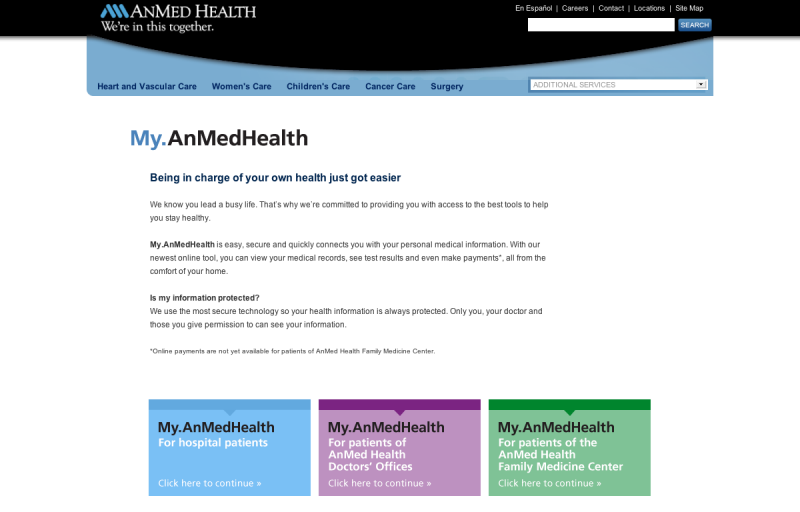 AnMed Health
We're in this together.
En Español | Careers | Contact | Locations | Site Map
SEARCH
Heart and Vascular Care Women's Care Children's Care Cancer Care Surgery
ADDITIONAL SERVICES
My.AnMedHealth
Being in charge of your own health just got easier
We know you lead a busy life. That's why we're committed to providing you with access to the best tools to help
you stay healthy.
My.AnMedHealth is easy, secure and quickly connects you with your personal medical information. With our
newest online tool, you can view your medical records, see test results and even make payments*, all from the
comfort of your home.
Is my information protected?
We use the most secure technology so your health information is always protected. Only you, your doctor and
those you give permission to can see your information.
*Online payments are not yet available for patients of AnMed Health Family Medicine Center.
My.AnMedHealth
For hospital patients
Click here to continue »
My.AnMedHealth
For patients of
AnMed Health
Doctors' Offices
Click here to continue »
My.AnMedHealth
For patients of the
AnMed Health
Family Medicine Center
Click here to continue »